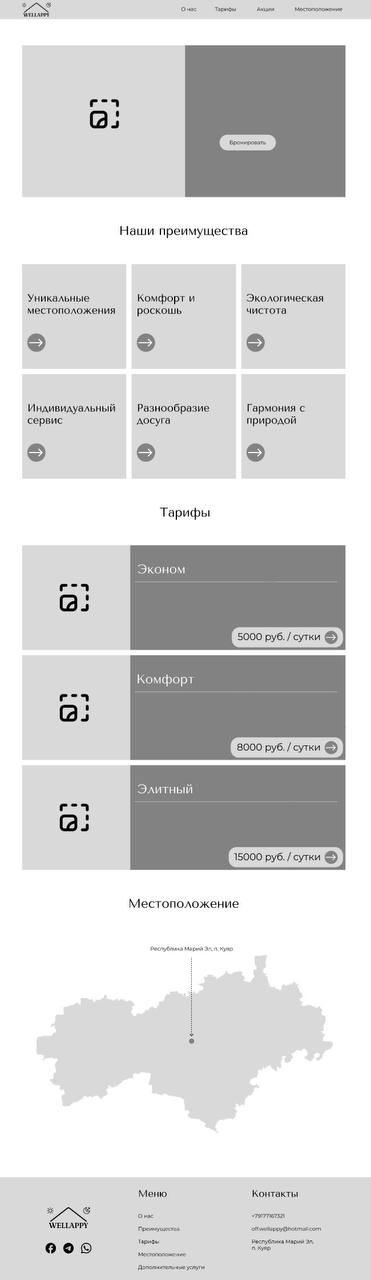 WELLAPPY
О нас Тарифы Акции Местоположение
Бронировать
Наши преимущества
Уникальные
местоположения
Комфорт и
роскошь
Экологическая
чистота
Индивидуальный
сервис
Разнообразие
досуга
Гармония с
природой
Тарифы
Эконом
5000 руб. / сутки
Комфорт
8000 руб. / сутки
Элитный
15000 руб. / сутки
Местоположение
Республика Марий Эл, п. Куяр
WELLAPPY
Меню
О нас
Преимущества
Тарифы
Местоположение
Дополнительные услуги
Контакты
+79177167321
off.wellappy@hotmail.com
Республика Марий Эл,
п. Куяр